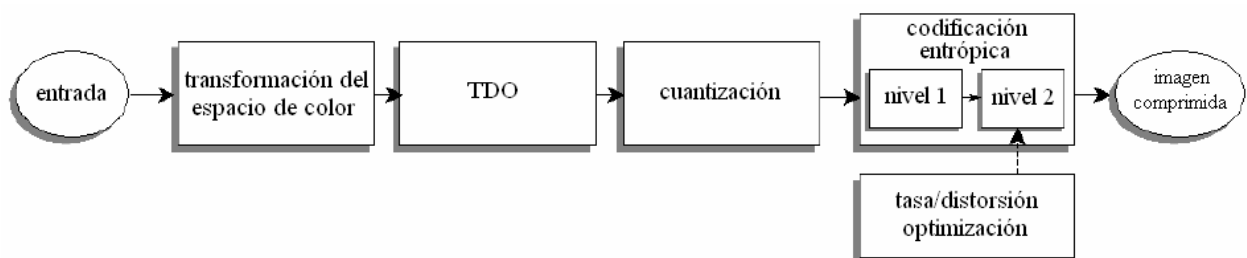 entrada
transformación del
espacio de color
TDO
cuantización
codificación
entrópica
nivel 1
nivel 2
imagen
comprimida
tasa/distorsión
optimización